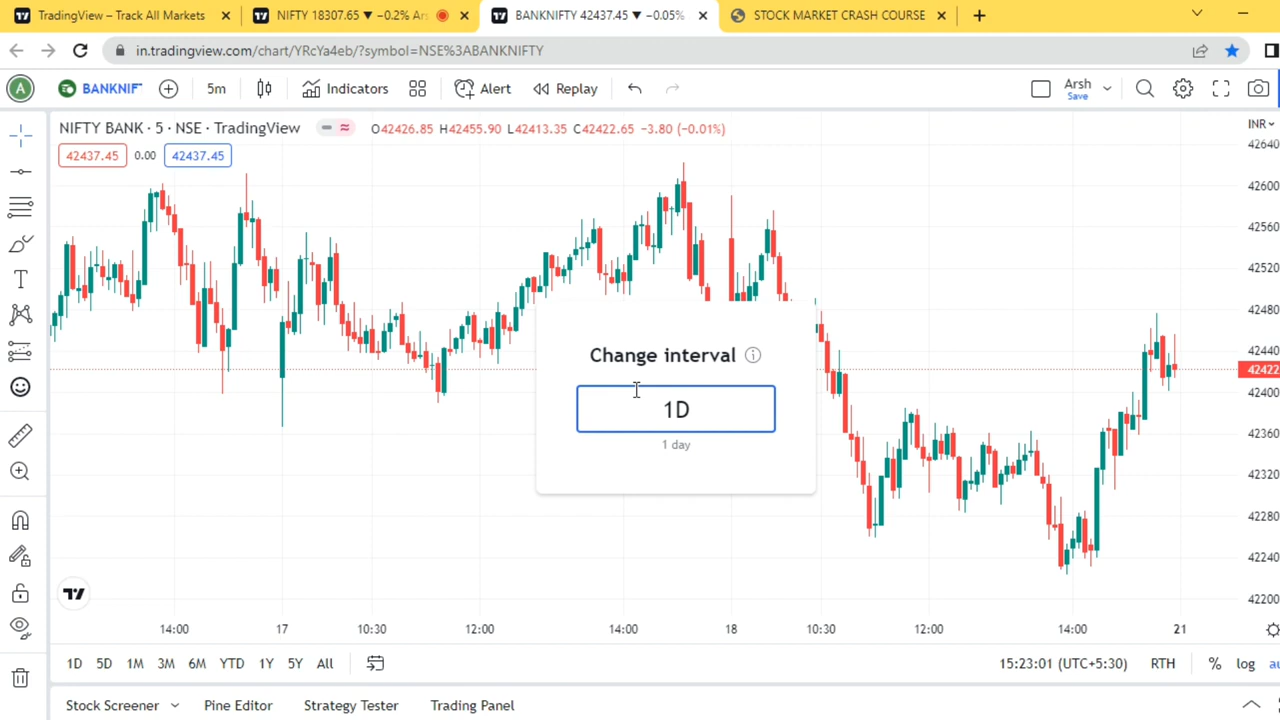 TradingView – Track All Markets
NIFTY 18307.65 ▼ −0.2% Ars
BANKNIFTY 42437.45 ▼ −0.05%
STOCK MARKET CRASH COURSE
in.tradingview.com/chart/YRcYa4eb/?symbol=NSE%3ABANKNIFTY
A
BANKNIF
5m
Indicators
Alert
Replay
Arsh
Save
NIFTY BANK · 5 · NSE · TradingView
O42426.85 H42455.90 L42413.35 C42422.65 −3.80 (−0.01%)
INR
42437.45 0.00 42437.45
42640
42600
42560
42520
42480
42440
42422
42400
42360
42320
42280
42240
42200
Change interval
1D
1 day
14:00 17 10:30 12:00 14:00 18 10:30 12:00 14:00 21
1D 5D 1M 3M 6M YTD 1Y 5Y All
15:23:01 (UTC+5:30) RTH % log au
Stock Screener Pine Editor Strategy Tester Trading Panel